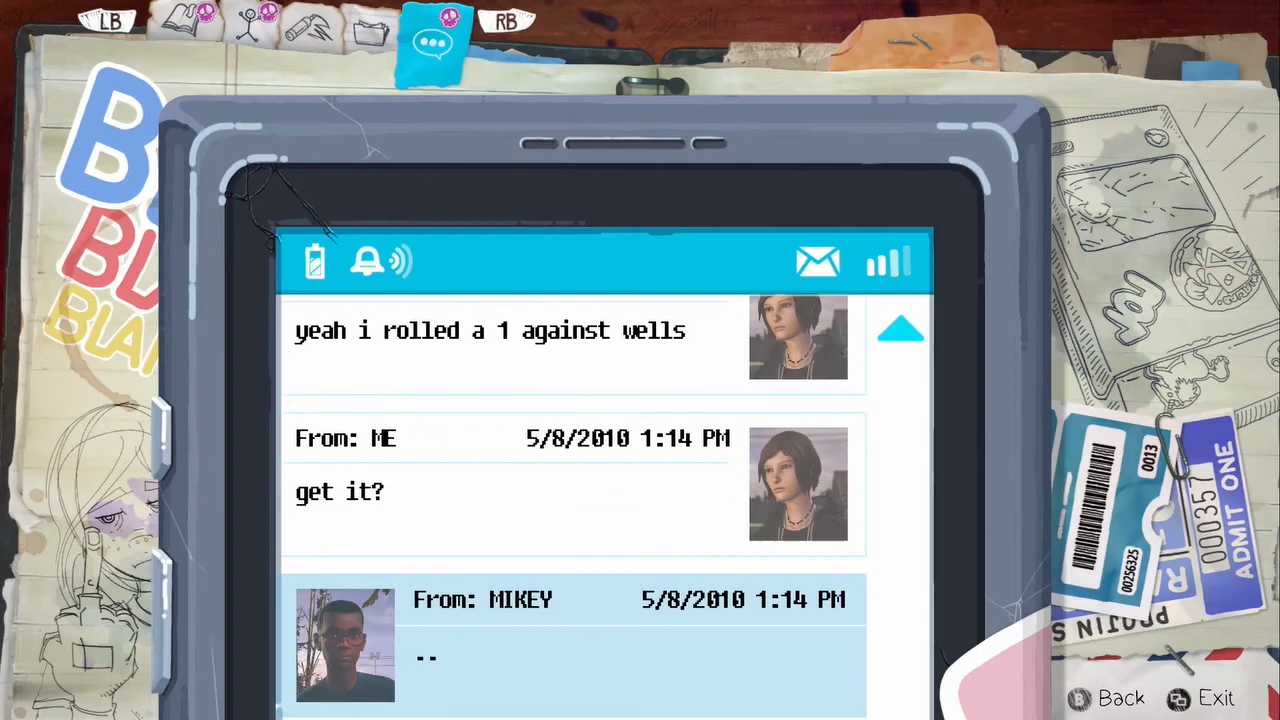 LB
RB
yeah i rolled a 1 against wells
From: ME 5/8/2010 1:14 PM
get it?
From: MIKEY 5/8/2010 1:14 PM
--
0013
00256325
000357
ADMIT ONE
Back
Exit